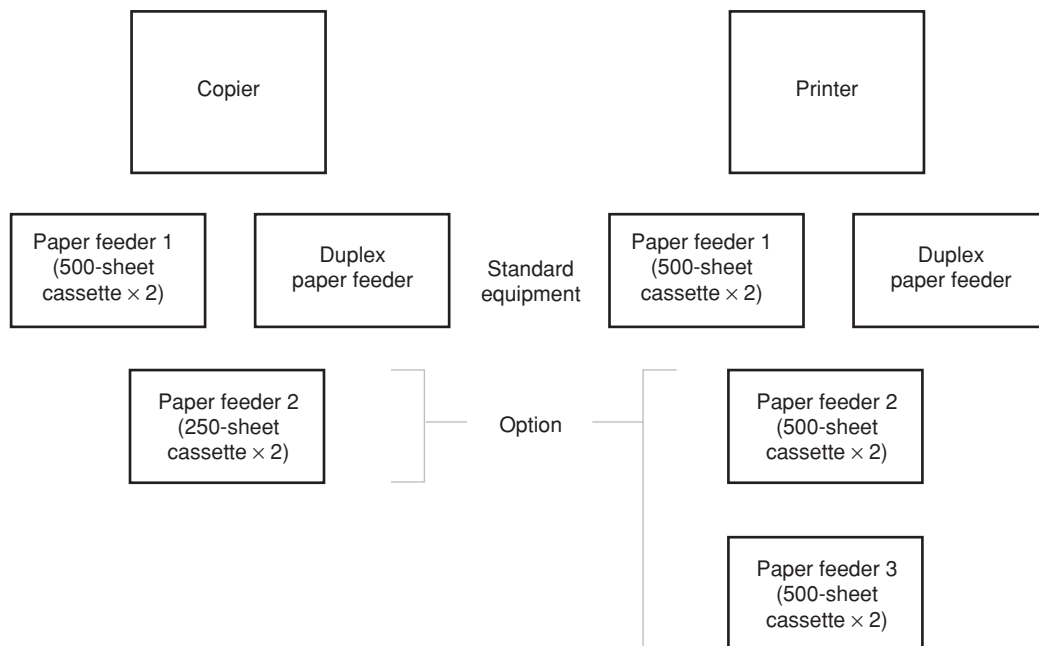 Copier
Printer
Paper feeder 1
(500-sheet
cassette × 2)
Duplex
paper feeder
Standard
equipment
Paper feeder 1
(500-sheet
cassette × 2)
Duplex
paper feeder
Paper feeder 2
(250-sheet
cassette × 2)
Option
Paper feeder 2
(500-sheet
cassette × 2)
Paper feeder 3
(500-sheet
cassette × 2)